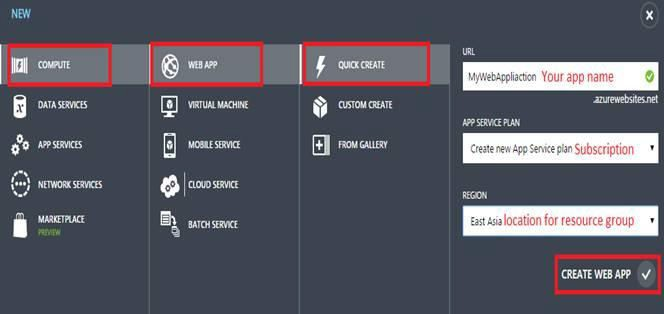 NEW
COMPUTE
DATA SERVICES
APP SERVICES
NETWORK SERVICES
MARKETPLACE
PREVIEW
WEB APP
VIRTUAL MACHINE
MOBILE SERVICE
CLOUD SERVICE
BATCH SERVICE
QUICK CREATE
CUSTOM CREATE
FROM GALLERY
URL
MyWebAppliaction Your app name
.azurewebsites.net
APP SERVICE PLAN
Create new App Service plan Subscription
REGION
East Asia location for resource group
CREATE WEB APP